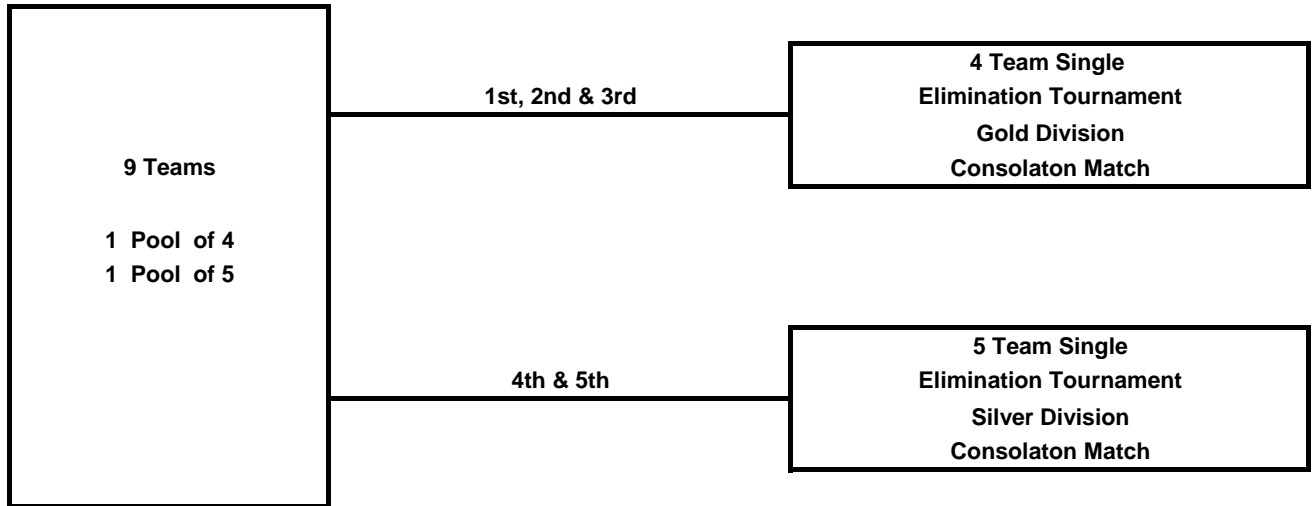 9 Teams
1 Pool of 4
1 Pool of 5
1st, 2nd & 3rd
4 Team Single
Elimination Tournament
Gold Division
Consolaton Match
4th & 5th
5 Team Single
Elimination Tournament
Silver Division
Consolaton Match